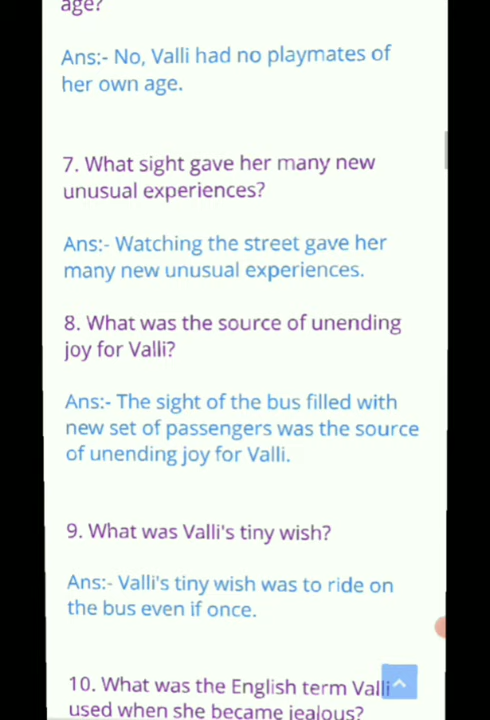 age?
Ans:- No, Valli had no playmates of
her own age.
7. What sight gave her many new
unusual experiences?
Ans:- Watching the street gave her
many new unusual experiences.
8. What was the source of unending
joy for Valli?
Ans:- The sight of the bus filled with
new set of passengers was the source
of unending joy for Valli.
9. What was Valli's tiny wish?
Ans:- Valli's tiny wish was to ride on
the bus even if once.
10. What was the English term Valli
used when she became jealous?